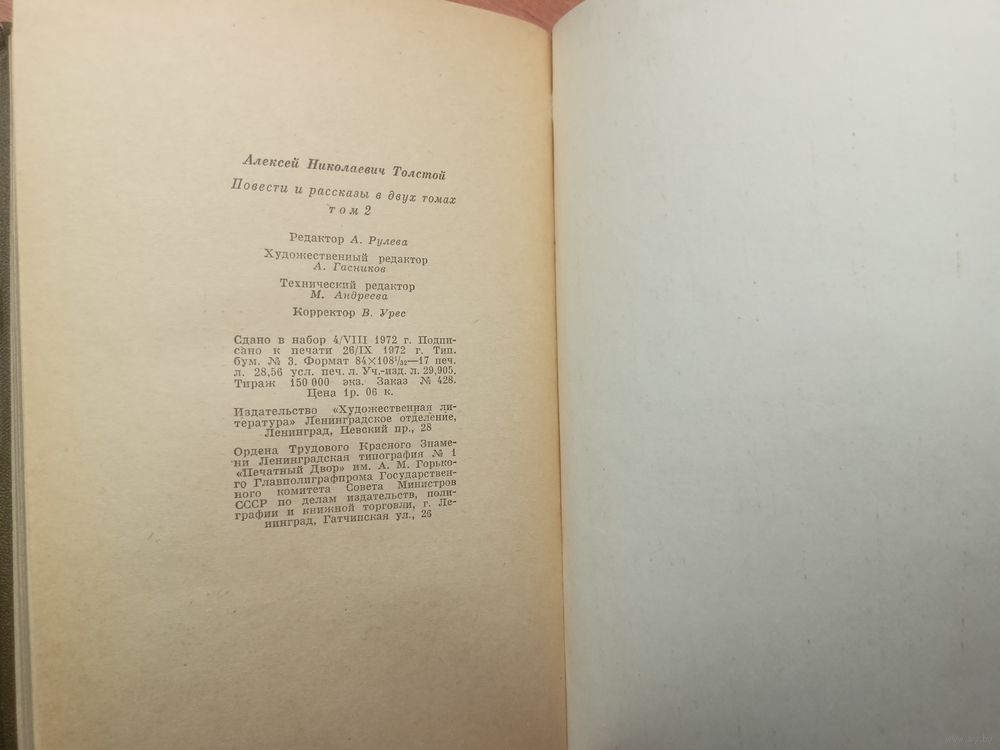 Алексей Николаевич Толстой
Повести и рассказы в двух томах
том 2
Редактор А. Рулева
Художественный редактор
А. Гасников
Технический редактор
М. Андреева
Корректор В. Урес
Сдано в набор 4/VIII 1972 г. Подпи-
сано к печати 26/IX 1972 г. Тип.
бум. № 3. Формат 84×108¹/₃₂—17 печ.
л. 28,56 усл. печ. л. Уч.-изд. л. 29,905.
Тираж 150 000 экз. Заказ № 428.
Цена 1р. 06 к.
Издательство «Художественная ли-
тература» Ленинградское отделение,
Ленинград, Невский пр., 28
Ордена Трудового Красного Знаме-
ни Ленинградская типография № 1
«Печатный Двор» им. А. М. Горько-
го Главполиграфпрома Государствен-
ного комитета Совета Министров
СССР по делам издательств, поли-
графии и книжной торговли, г. Ле-
нинград, Гатчинская ул., 26